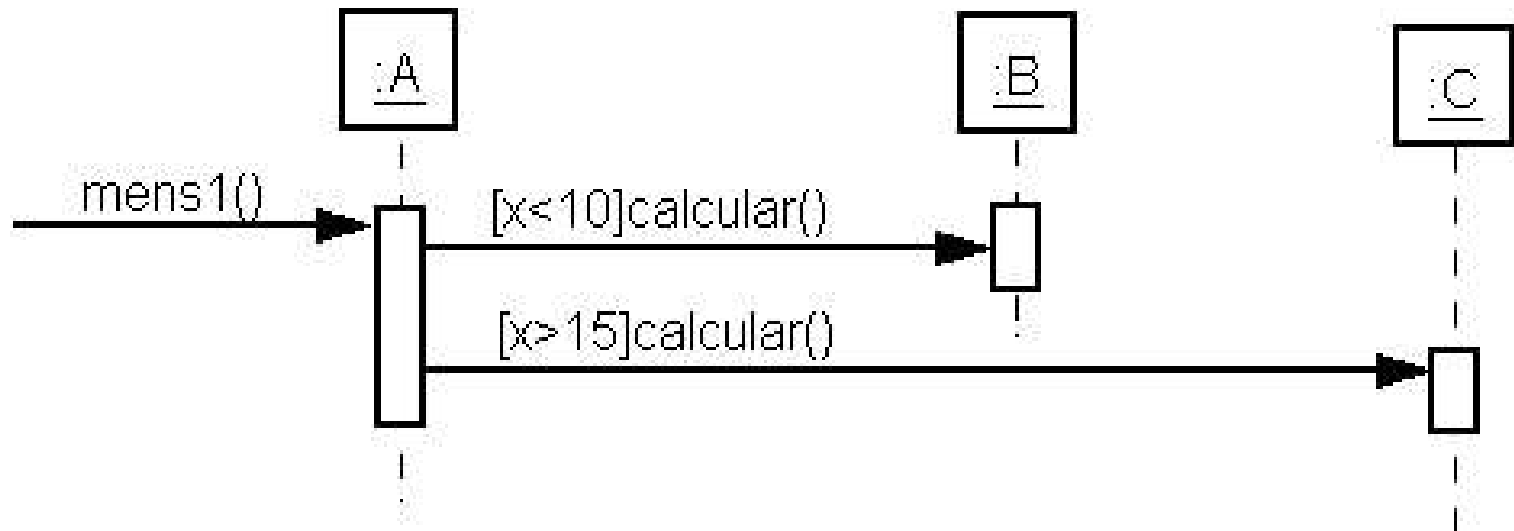 :A
:B
:C
mens1()
[x<10]calcular()
[x>15]calcular()